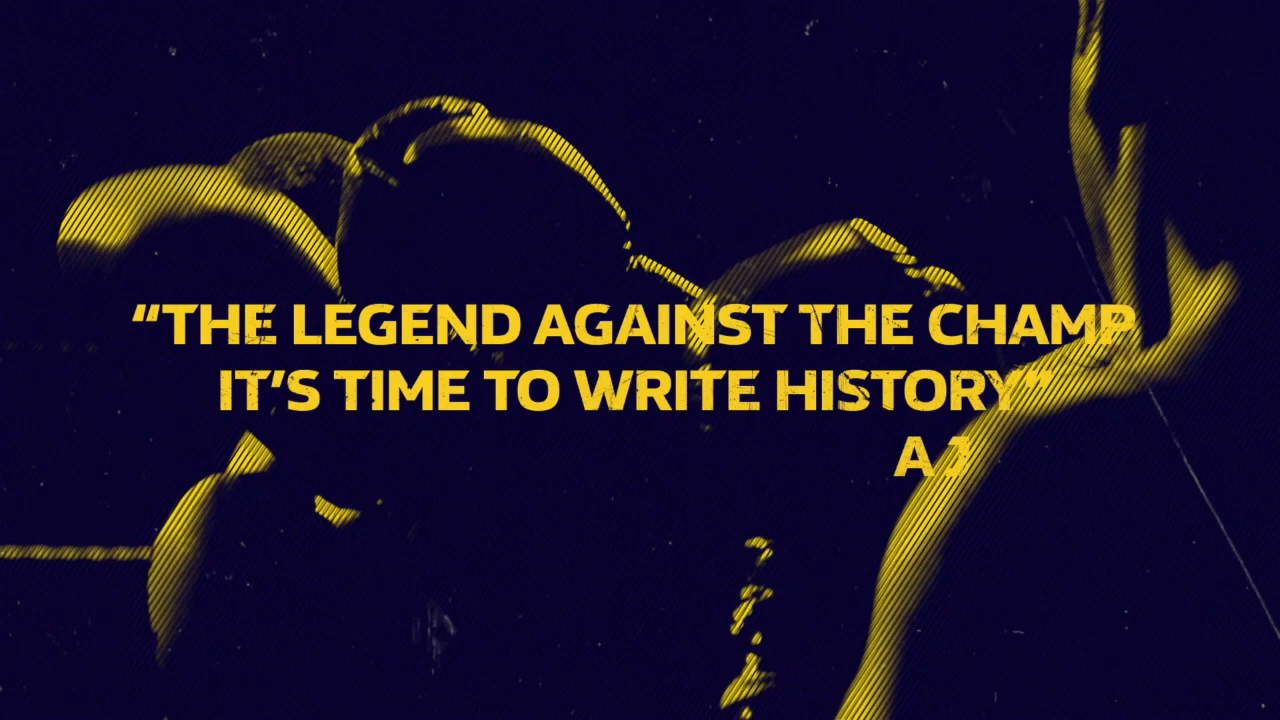 “THE LEGEND AGAINST THE CHAMP
IT’S TIME TO WRITE HISTORY”
AJ